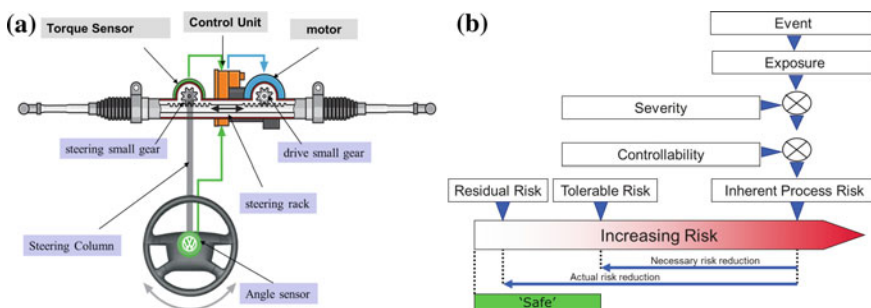 (a)
Torque Sensor
Control Unit
motor
steering small gear
drive small gear
steering rack
Steering Column
Angle sensor
(b)
Event
Exposure
Severity
Controllability
Residual Risk
Tolerable Risk
Inherent Process Risk
Increasing Risk
Necessary risk reduction
Actual risk reduction
'Safe'